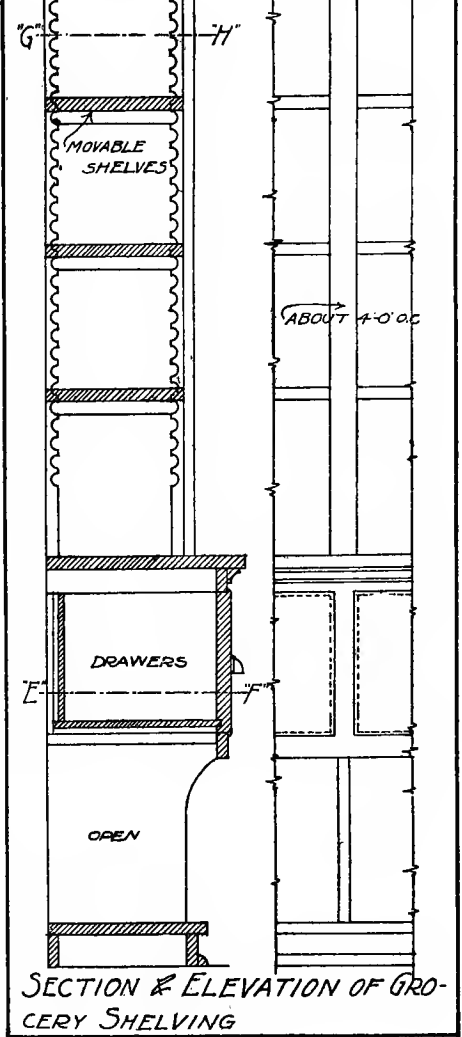 "G" "H"
MOVABLE
SHELVES
ABOUT 4'-0" O.C
DRAWERS
"E" "F"
OPEN
SECTION & ELEVATION OF GRO-
CERY SHELVING